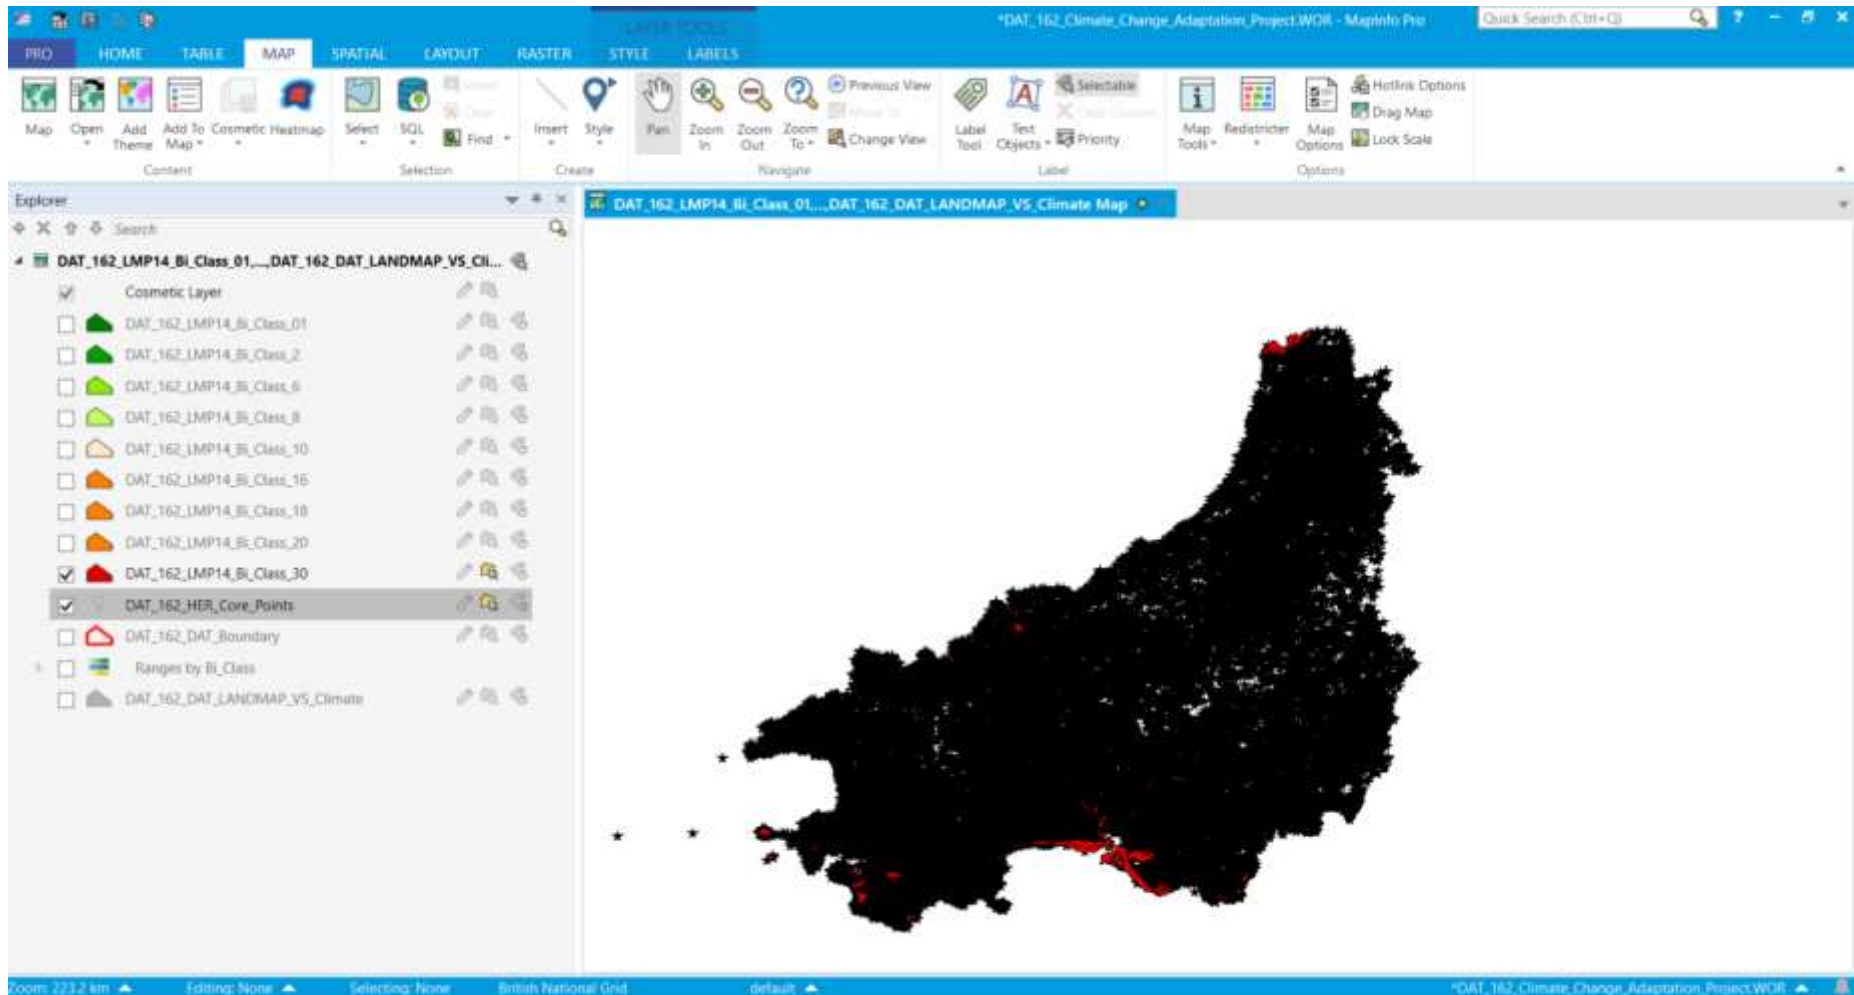 *DAT_162_Climate_Change_Adaptation_Project.WOR - MapInfo Pro
Quick Search (Ctrl+Q)
?
LAYER TOOLS
PRO HOME TABLE MAP SPATIAL LAYOUT RASTER STYLE LABELS
Map
Open
Add Theme
Add To Map
Cosmetic
Heatmap
Content
Select
SQL
Find
Selection
Insert
Style
Create
Pan
Zoom In
Zoom Out
Zoom To
Previous View
Change View
Navigate
Label Tool
Text Objects
Selectable
Priority
Label
Map Tools
Redistricter
Map Options
Hotlink Options
Drag Map
Lock Scale
Options
Explorer
Search
DAT_162_LMP14_Bi_Class_01,...,DAT_162_DAT_LANDMAP_VS_Cli...
Cosmetic Layer
DAT_162_LMP14_Bi_Class_01
DAT_162_LMP14_Bi_Class_2
DAT_162_LMP14_Bi_Class_6
DAT_162_LMP14_Bi_Class_8
DAT_162_LMP14_Bi_Class_10
DAT_162_LMP14_Bi_Class_16
DAT_162_LMP14_Bi_Class_18
DAT_162_LMP14_Bi_Class_20
DAT_162_LMP14_Bi_Class_30
DAT_162_HER_Core_Points
DAT_162_DAT_Boundary
Ranges by Bi_Class
DAT_162_DAT_LANDMAP_VS_Climate
DAT_162_LMP14_Bi_Class_01,...,DAT_162_DAT_LANDMAP_VS_Climate Map
Zoom: 223.2 km
Editing: None
Selecting: None
British National Grid
default
*DAT_162_Climate_Change_Adaptation_Project.WOR